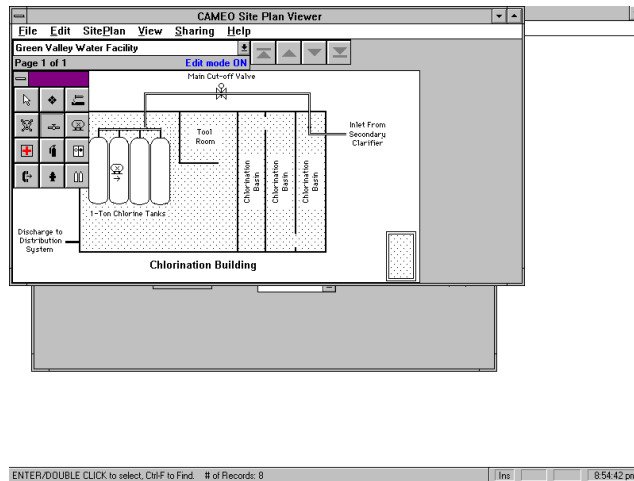 CAMEO Site Plan Viewer
File Edit SitePlan View Sharing Help
Green Valley Water Facility
Page 1 of 1 Edit mode ON
Main Cut-off Valve
Tool
Room
Inlet From
Secondary
Clarifier
Chlorination
Basin
Chlorination
Basin
Chlorination
Basin
1-Ton Chlorine Tanks
Discharge to
Distribution
System
Chlorination Building
ENTER/DOUBLE CLICK to select, Ctrl-F to Find. # of Records: 8 Ins 8:54:42 pm